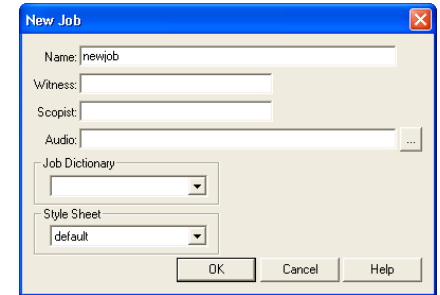 New Job
Name: newjob
Witness:
Scopist:
Audio:
...
Job Dictionary
Style Sheet
default
OK Cancel Help